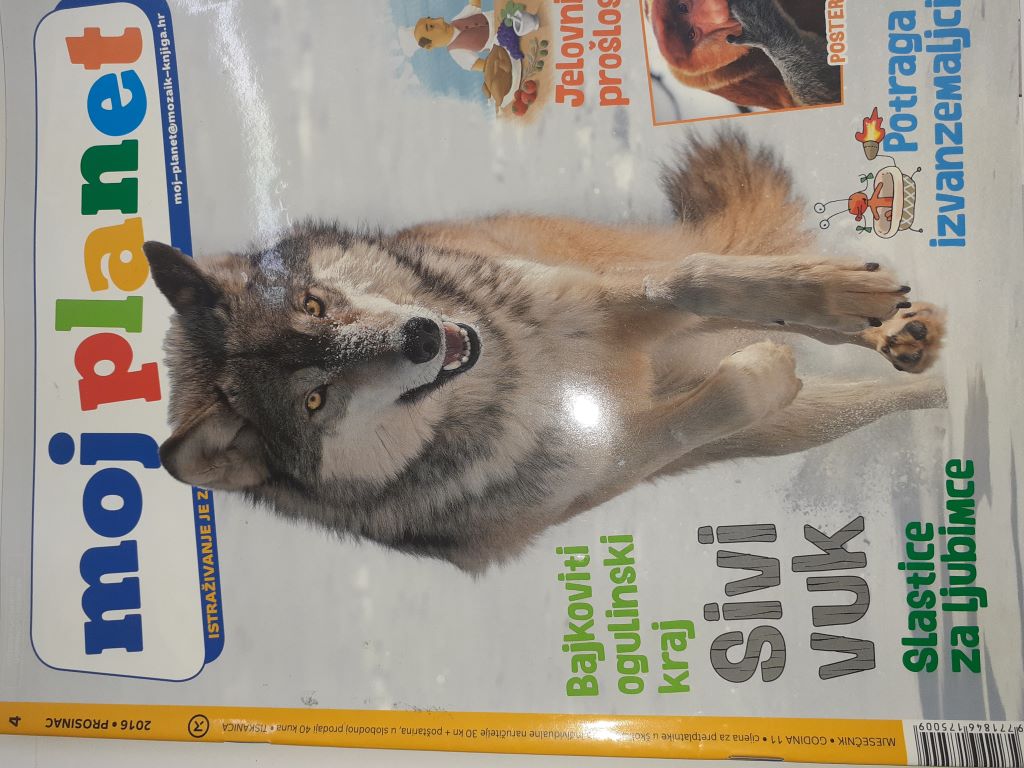 moj planet
ISTRAŽIVANJE JE
moj-planet@mozaik-knjiga.hr
Jelovni
prošlos
POSTER
Potraga
izvanzemaljci
Bajkoviti
ogulinski
kraj
Sivi
vuk
Slastice
za ljubimce
4
2016 • PROSINAC
MJESEČNIK • GODINA 11 • cijena za pretplatnike u školi
individualne naručitelje 30 kn + poštarina, u slobodnoj prodaji 40 kuna • TISKANICA
9771846175009